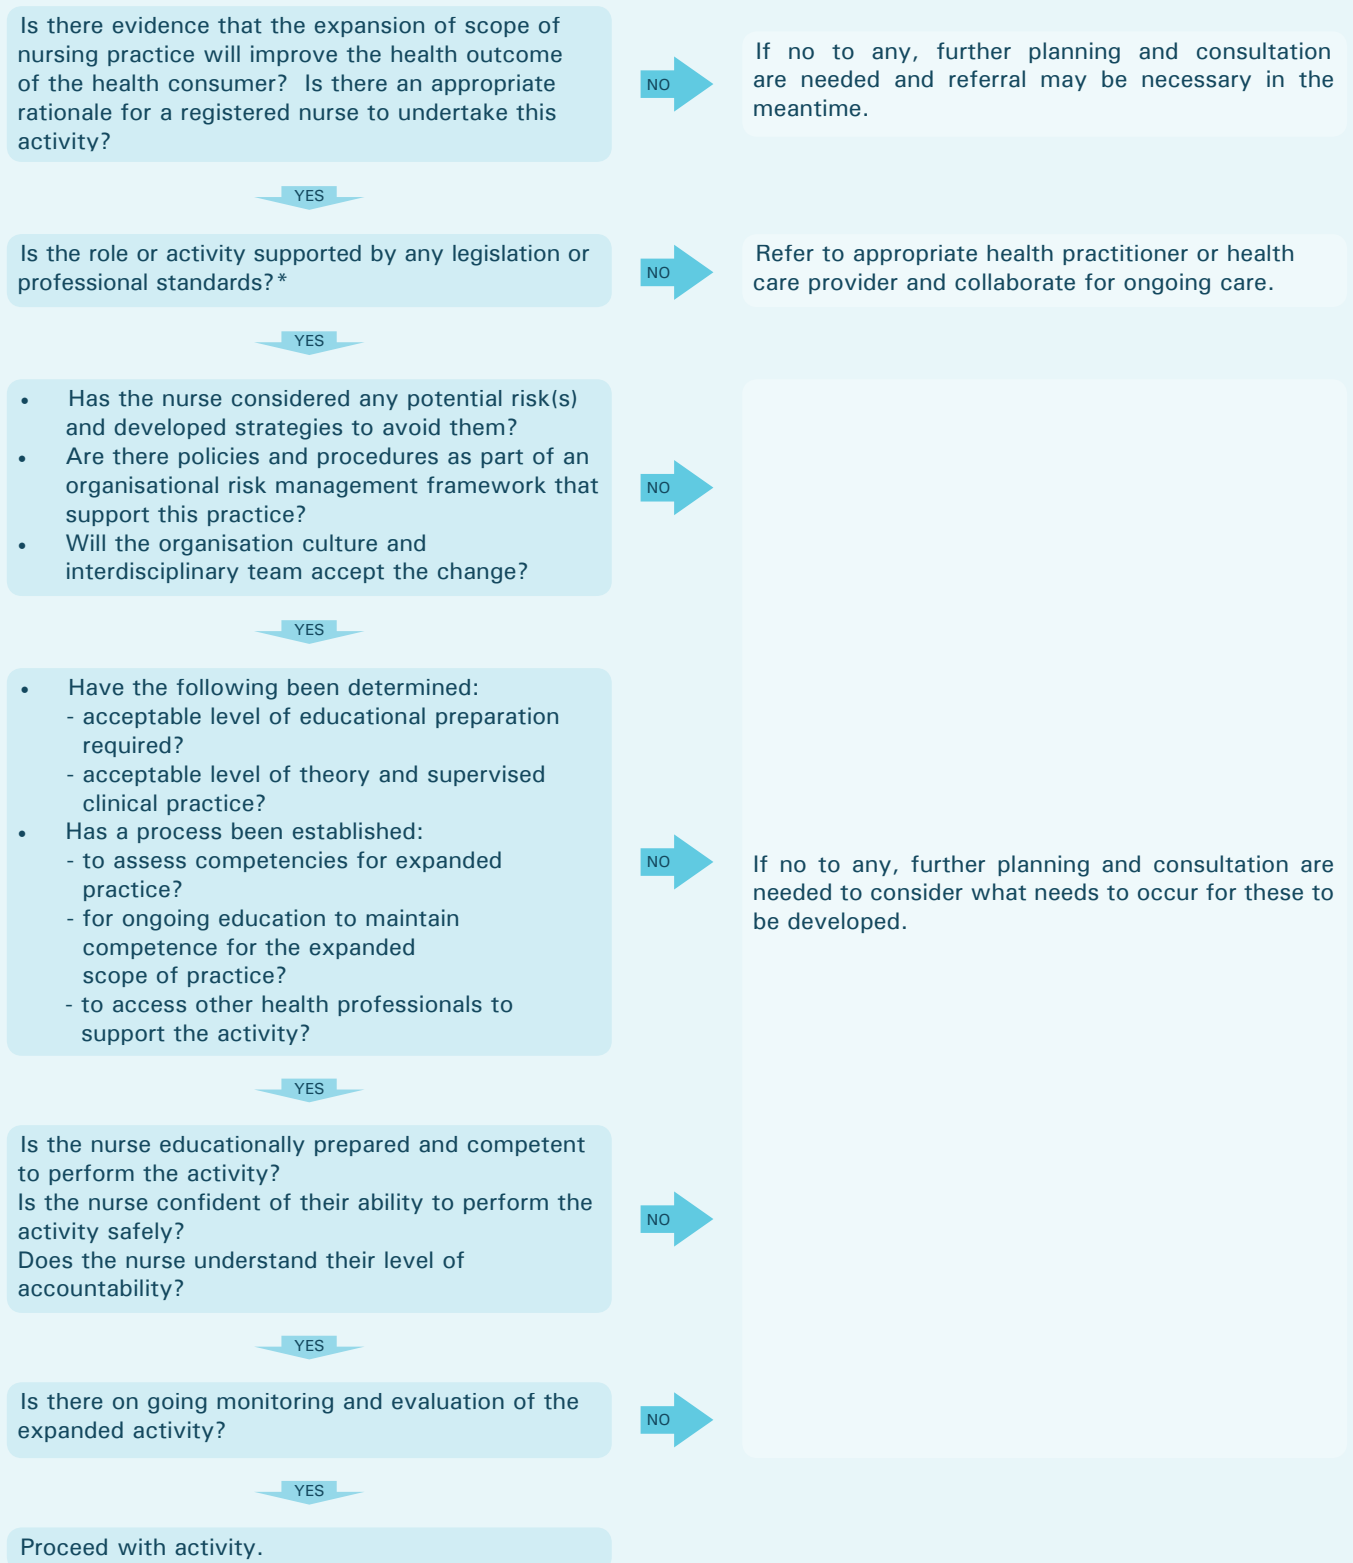 Is there evidence that the expansion of scope of
nursing practice will improve the health outcome
of the health consumer? Is there an appropriate
rationale for a registered nurse to undertake this
activity?
NO
If no to any, further planning and consultation
are needed and referral may be necessary in the
meantime.
YES
Is the role or activity supported by any legislation or
professional standards?*
NO
Refer to appropriate health practitioner or health
care provider and collaborate for ongoing care.
YES
• Has the nurse considered any potential risk(s)
and developed strategies to avoid them?
• Are there policies and procedures as part of an
organisational risk management framework that
support this practice?
• Will the organisation culture and
interdisciplinary team accept the change?
NO
YES
• Have the following been determined:
- acceptable level of educational preparation
required?
- acceptable level of theory and supervised
clinical practice?
• Has a process been established:
- to assess competencies for expanded
practice?
- for ongoing education to maintain
competence for the expanded
scope of practice?
- to access other health professionals to
support the activity?
NO
If no to any, further planning and consultation are
needed to consider what needs to occur for these to
be developed.
YES
Is the nurse educationally prepared and competent
to perform the activity?
Is the nurse confident of their ability to perform the
activity safely?
Does the nurse understand their level of
accountability?
NO
YES
Is there on going monitoring and evaluation of the
expanded activity?
NO
YES
Proceed with activity.